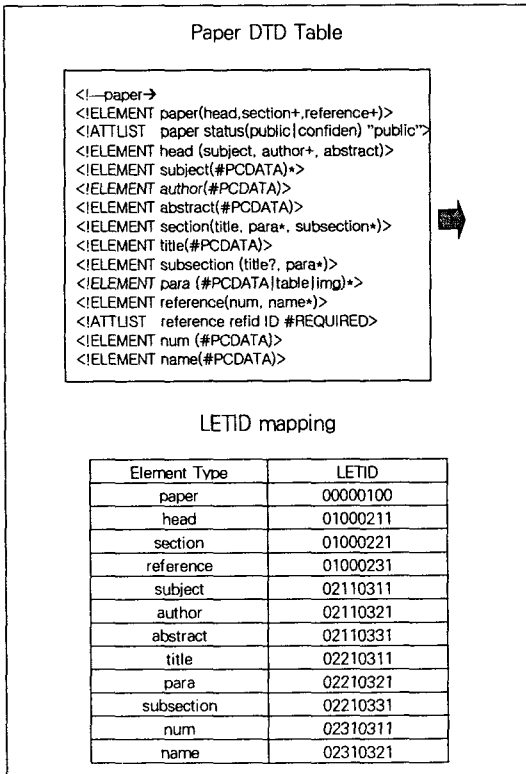 Paper DTD Table
<!—paper→
<!ELEMENT paper(head,section+,reference+)>
<!ATTLIST paper status(public|confiden) "public">
<!ELEMENT head (subject, author+, abstract)>
<!ELEMENT subject(#PCDATA)*>
<!ELEMENT author(#PCDATA)>
<!ELEMENT abstract(#PCDATA)>
<!ELEMENT section(title, para*, subsection*)>
<!ELEMENT title(#PCDATA)>
<!ELEMENT subsection (title?, para*)>
<!ELEMENT para (#PCDATA|table|img)*>
<!ELEMENT reference(num, name*)>
<!ATTLIST reference refid ID #REQUIRED>
<!ELEMENT num (#PCDATA)>
<!ELEMENT name(#PCDATA)>
LETID mapping
Element Type LETID
paper 00000100
head 01000211
section 01000221
reference 01000231
subject 02110311
author 02110321
abstract 02110331
title 02210311
para 02210321
subsection 02210331
num 02310311
name 02310321